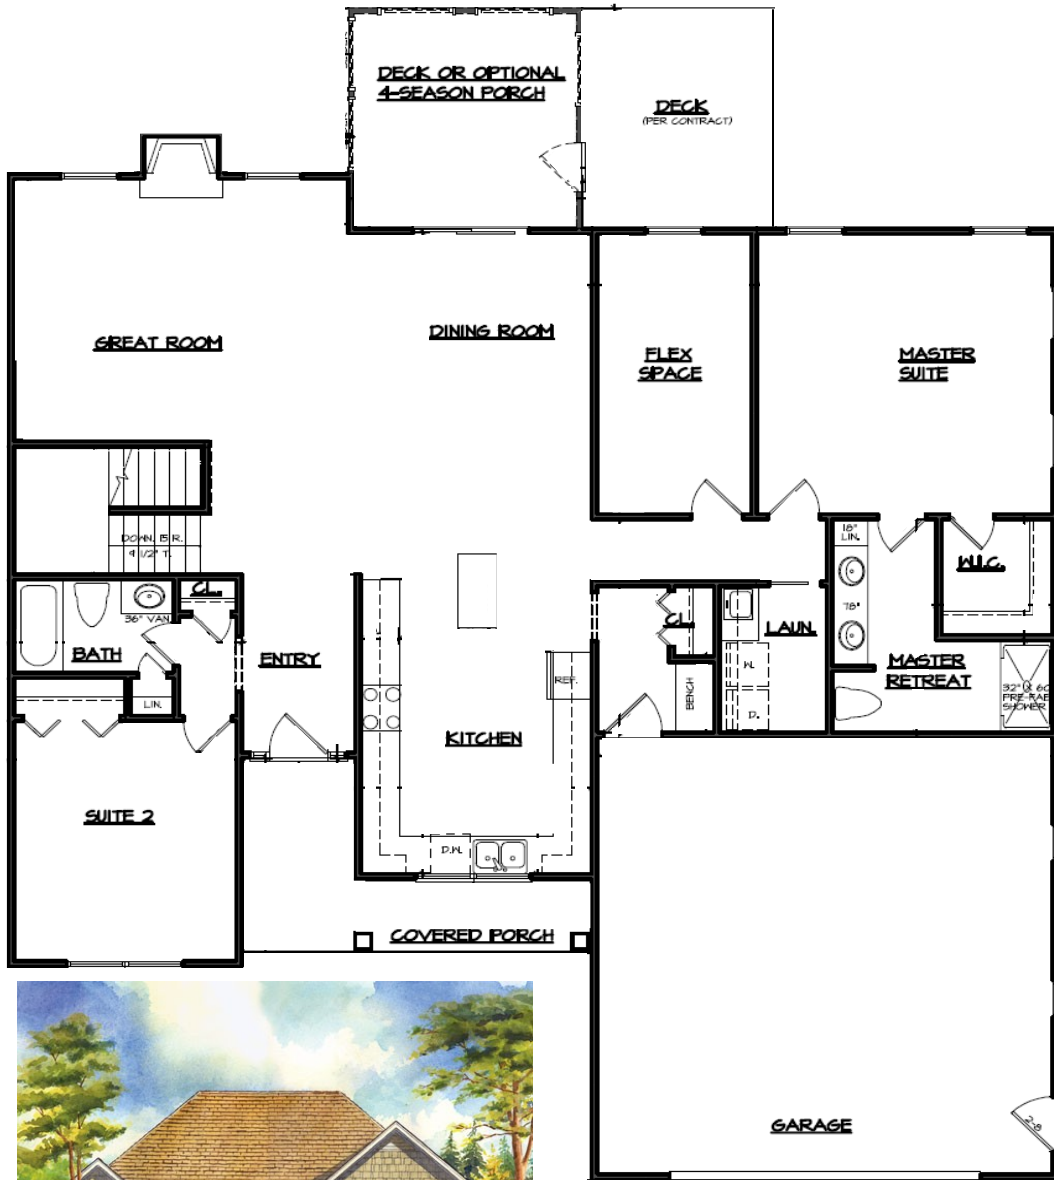 DECK OR OPTIONAL
4-SEASON PORCH
DECK
(PER CONTRACT)
GREAT ROOM
DINING ROOM
FLEX
SPACE
MASTER
SUITE
DOWN 15 R.
9 1/2" T.
18"
LIN.
W.I.C.
CL.
36" VAN.
BATH
LIN.
ENTRY
REF.
KITCHEN
CL.
BENCH
LAUN.
W.
D.
78"
MASTER
RETREAT
32" X 60
PRE-FAB
SHOWER
SUITE 2
D.W.
COVERED PORCH
GARAGE
2-8